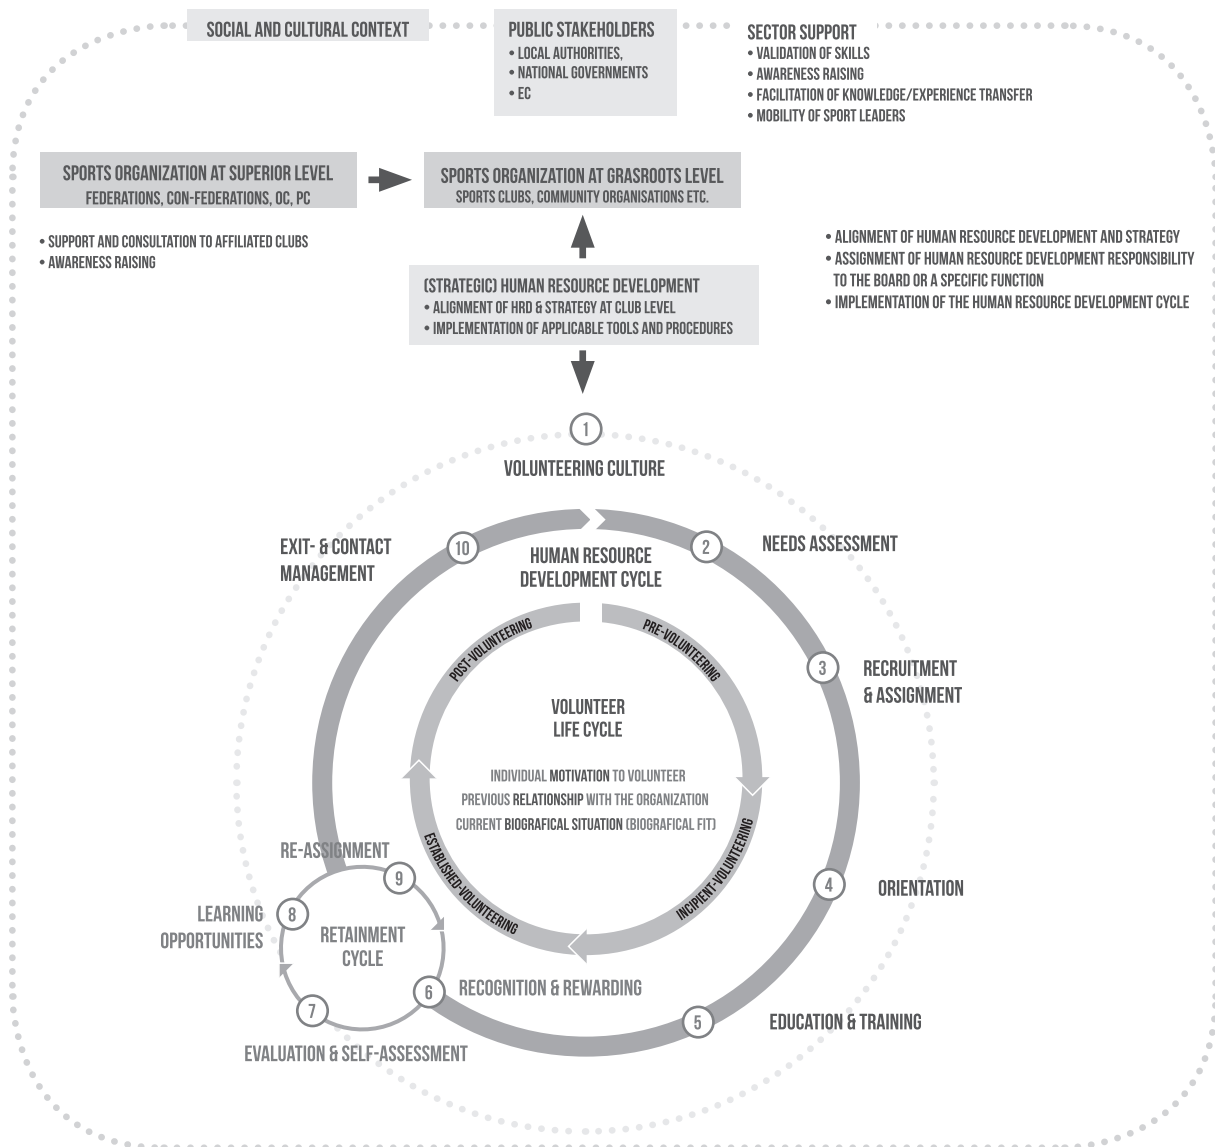 SOCIAL AND CULTURAL CONTEXT
PUBLIC STAKEHOLDERS
• LOCAL AUTHORITIES,
• NATIONAL GOVERNMENTS
• EC
SECTOR SUPPORT
• VALIDATION OF SKILLS
• AWARENESS RAISING
• FACILITATION OF KNOWLEDGE/EXPERIENCE TRANSFER
• MOBILITY OF SPORT LEADERS
SPORTS ORGANIZATION AT SUPERIOR LEVEL
FEDERATIONS, CON-FEDERATIONS, OC, PC
SPORTS ORGANIZATION AT GRASROOTS LEVEL
SPORTS CLUBS, COMMUNITY ORGANISATIONS ETC.
• SUPPORT AND CONSULTATION TO AFFILIATED CLUBS
• AWARENESS RAISING
• ALIGNMENT OF HUMAN RESOURCE DEVELOPMENT AND STRATEGY
• ASSIGNMENT OF HUMAN RESOURCE DEVELOPMENT RESPONSIBILITY
TO THE BOARD OR A SPECIFIC FUNCTION
• IMPLEMENTATION OF THE HUMAN RESOURCE DEVELOPMENT CYCLE
(STRATEGIC) HUMAN RESOURCE DEVELOPMENT
• ALIGNMENT OF HRD & STRATEGY AT CLUB LEVEL
• IMPLEMENTATION OF APPLICABLE TOOLS AND PROCEDURES
1
VOLUNTEERING CULTURE
HUMAN RESOURCE
DEVELOPMENT CYCLE
2
NEEDS ASSESSMENT
3
RECRUITMENT
& ASSIGNMENT
4
ORIENTATION
5
EDUCATION & TRAINING
6
RECOGNITION & REWARDING
7
EVALUATION & SELF-ASSESSMENT
8
LEARNING
OPPORTUNITIES
9
RE-ASSIGNMENT
RETAINMENT
CYCLE
10
EXIT- & CONTACT
MANAGEMENT
PRE-VOLUNTEERING
INCIPIENT-VOLUNTEERING
ESTABLISHED-VOLUNTEERING
POST-VOLUNTEERING
VOLUNTEER
LIFE CYCLE
INDIVIDUAL MOTIVATION TO VOLUNTEER
PREVIOUS RELATIONSHIP WITH THE ORGANIZATION
CURRENT BIOGRAFICAL SITUATION (BIOGRAFICAL FIT)